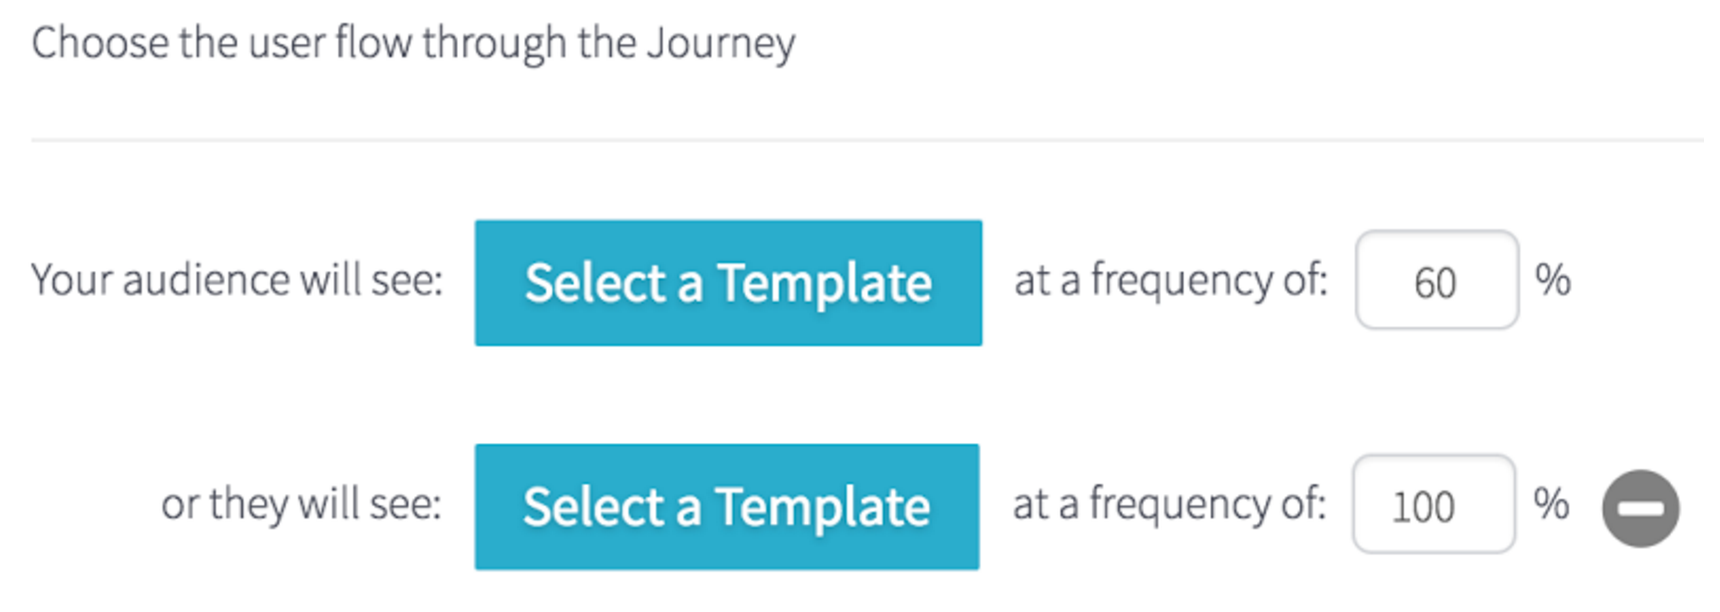 Choose the user flow through the Journey
Your audience will see: Select a Template at a frequency of: 60 %
or they will see: Select a Template at a frequency of: 100 %